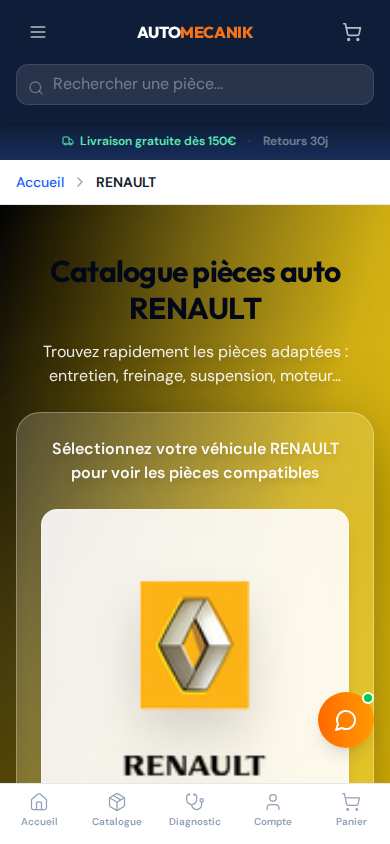 AUTOMECANIK
Rechercher une pièce...
Livraison gratuite dès 150€ · Retours 30j
Accueil > RENAULT
Catalogue pièces auto
RENAULT
Trouvez rapidement les pièces adaptées :
entretien, freinage, suspension, moteur...
Sélectionnez votre véhicule RENAULT
pour voir les pièces compatibles
RENAULT
Accueil Catalogue Diagnostic Compte Panier